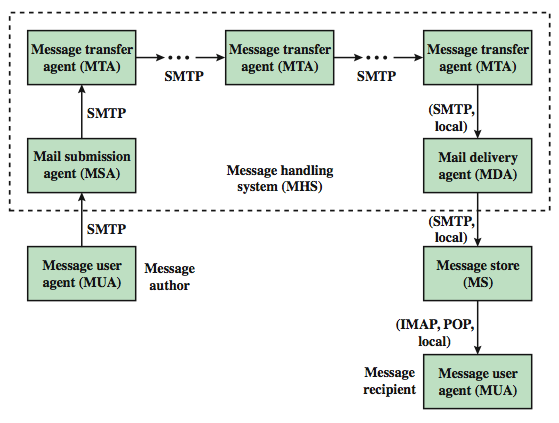 Message transfer
agent (MTA)
SMTP
Message transfer
agent (MTA)
SMTP
Message transfer
agent (MTA)
SMTP
(SMTP,
local)
Mail submission
agent (MSA)
Message handling
system (MHS)
Mail delivery
agent (MDA)
SMTP
(SMTP,
local)
Message user
agent (MUA)
Message
author
Message store
(MS)
(IMAP, POP,
local)
Message
recipient
Message user
agent (MUA)